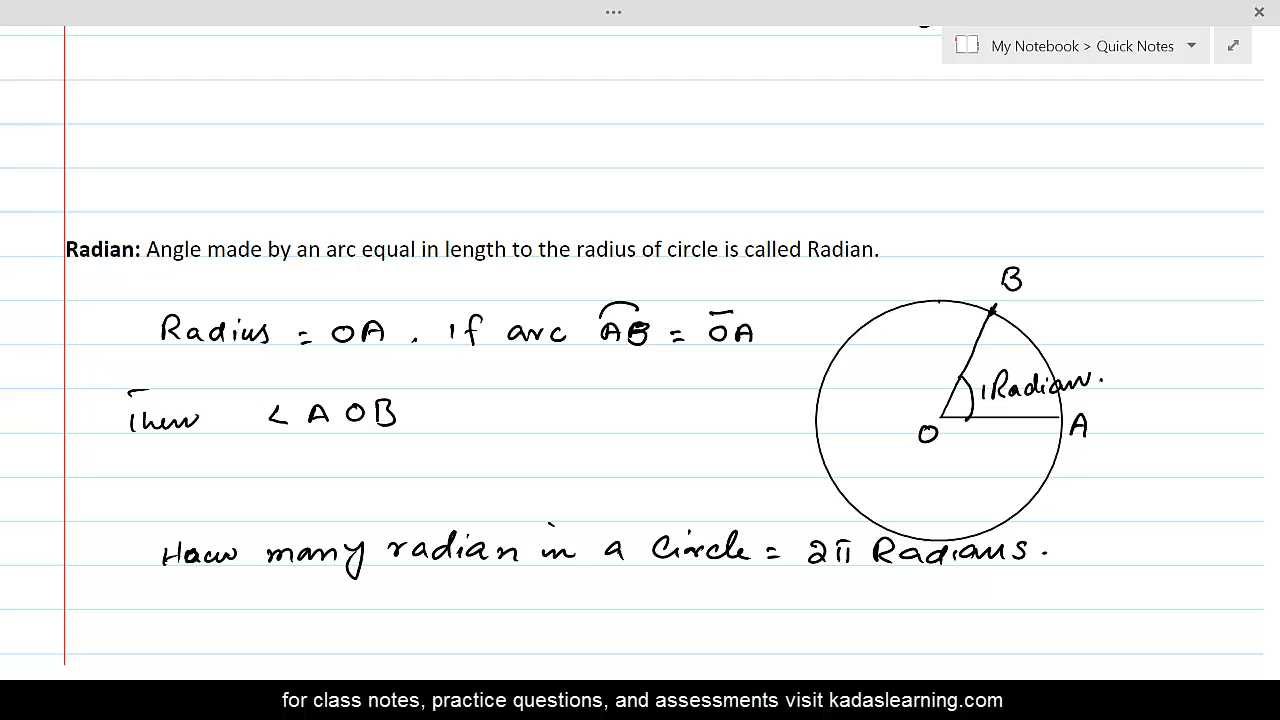 My Notebook > Quick Notes
Radian: Angle made by an arc equal in length to the radius of circle is called Radian.
B
Radius = OA . If arc AB = OA
1 Radian.
Then < AOB
O
A
How many radian in a circle = 2π Radians.
for class notes, practice questions, and assessments visit kadaslearning.com